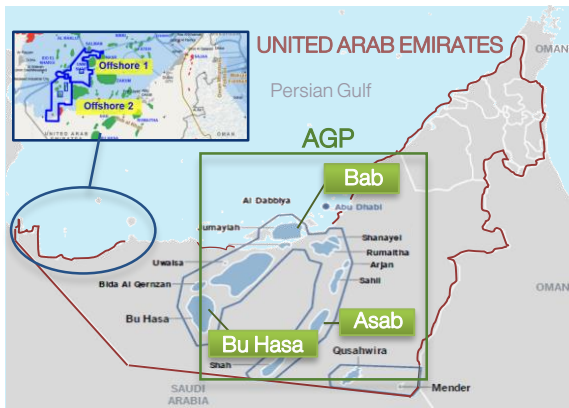 Offshore 1
Offshore 2
UNITED ARAB
OMAN
UNITED ARAB EMIRATES
OMAN
Persian Gulf
AGP
Bab
Al Dabbiya
Abu Dhabi
Jumaylah
Shanayel
Rumaitha
Uwaisa
Arjan
Sahil
Bida Al Qemzan
OMAN
Bu Hasa
Asab
Bu Hasa
Qusahwira
Shah
SAUDI
ARABIA
Mender